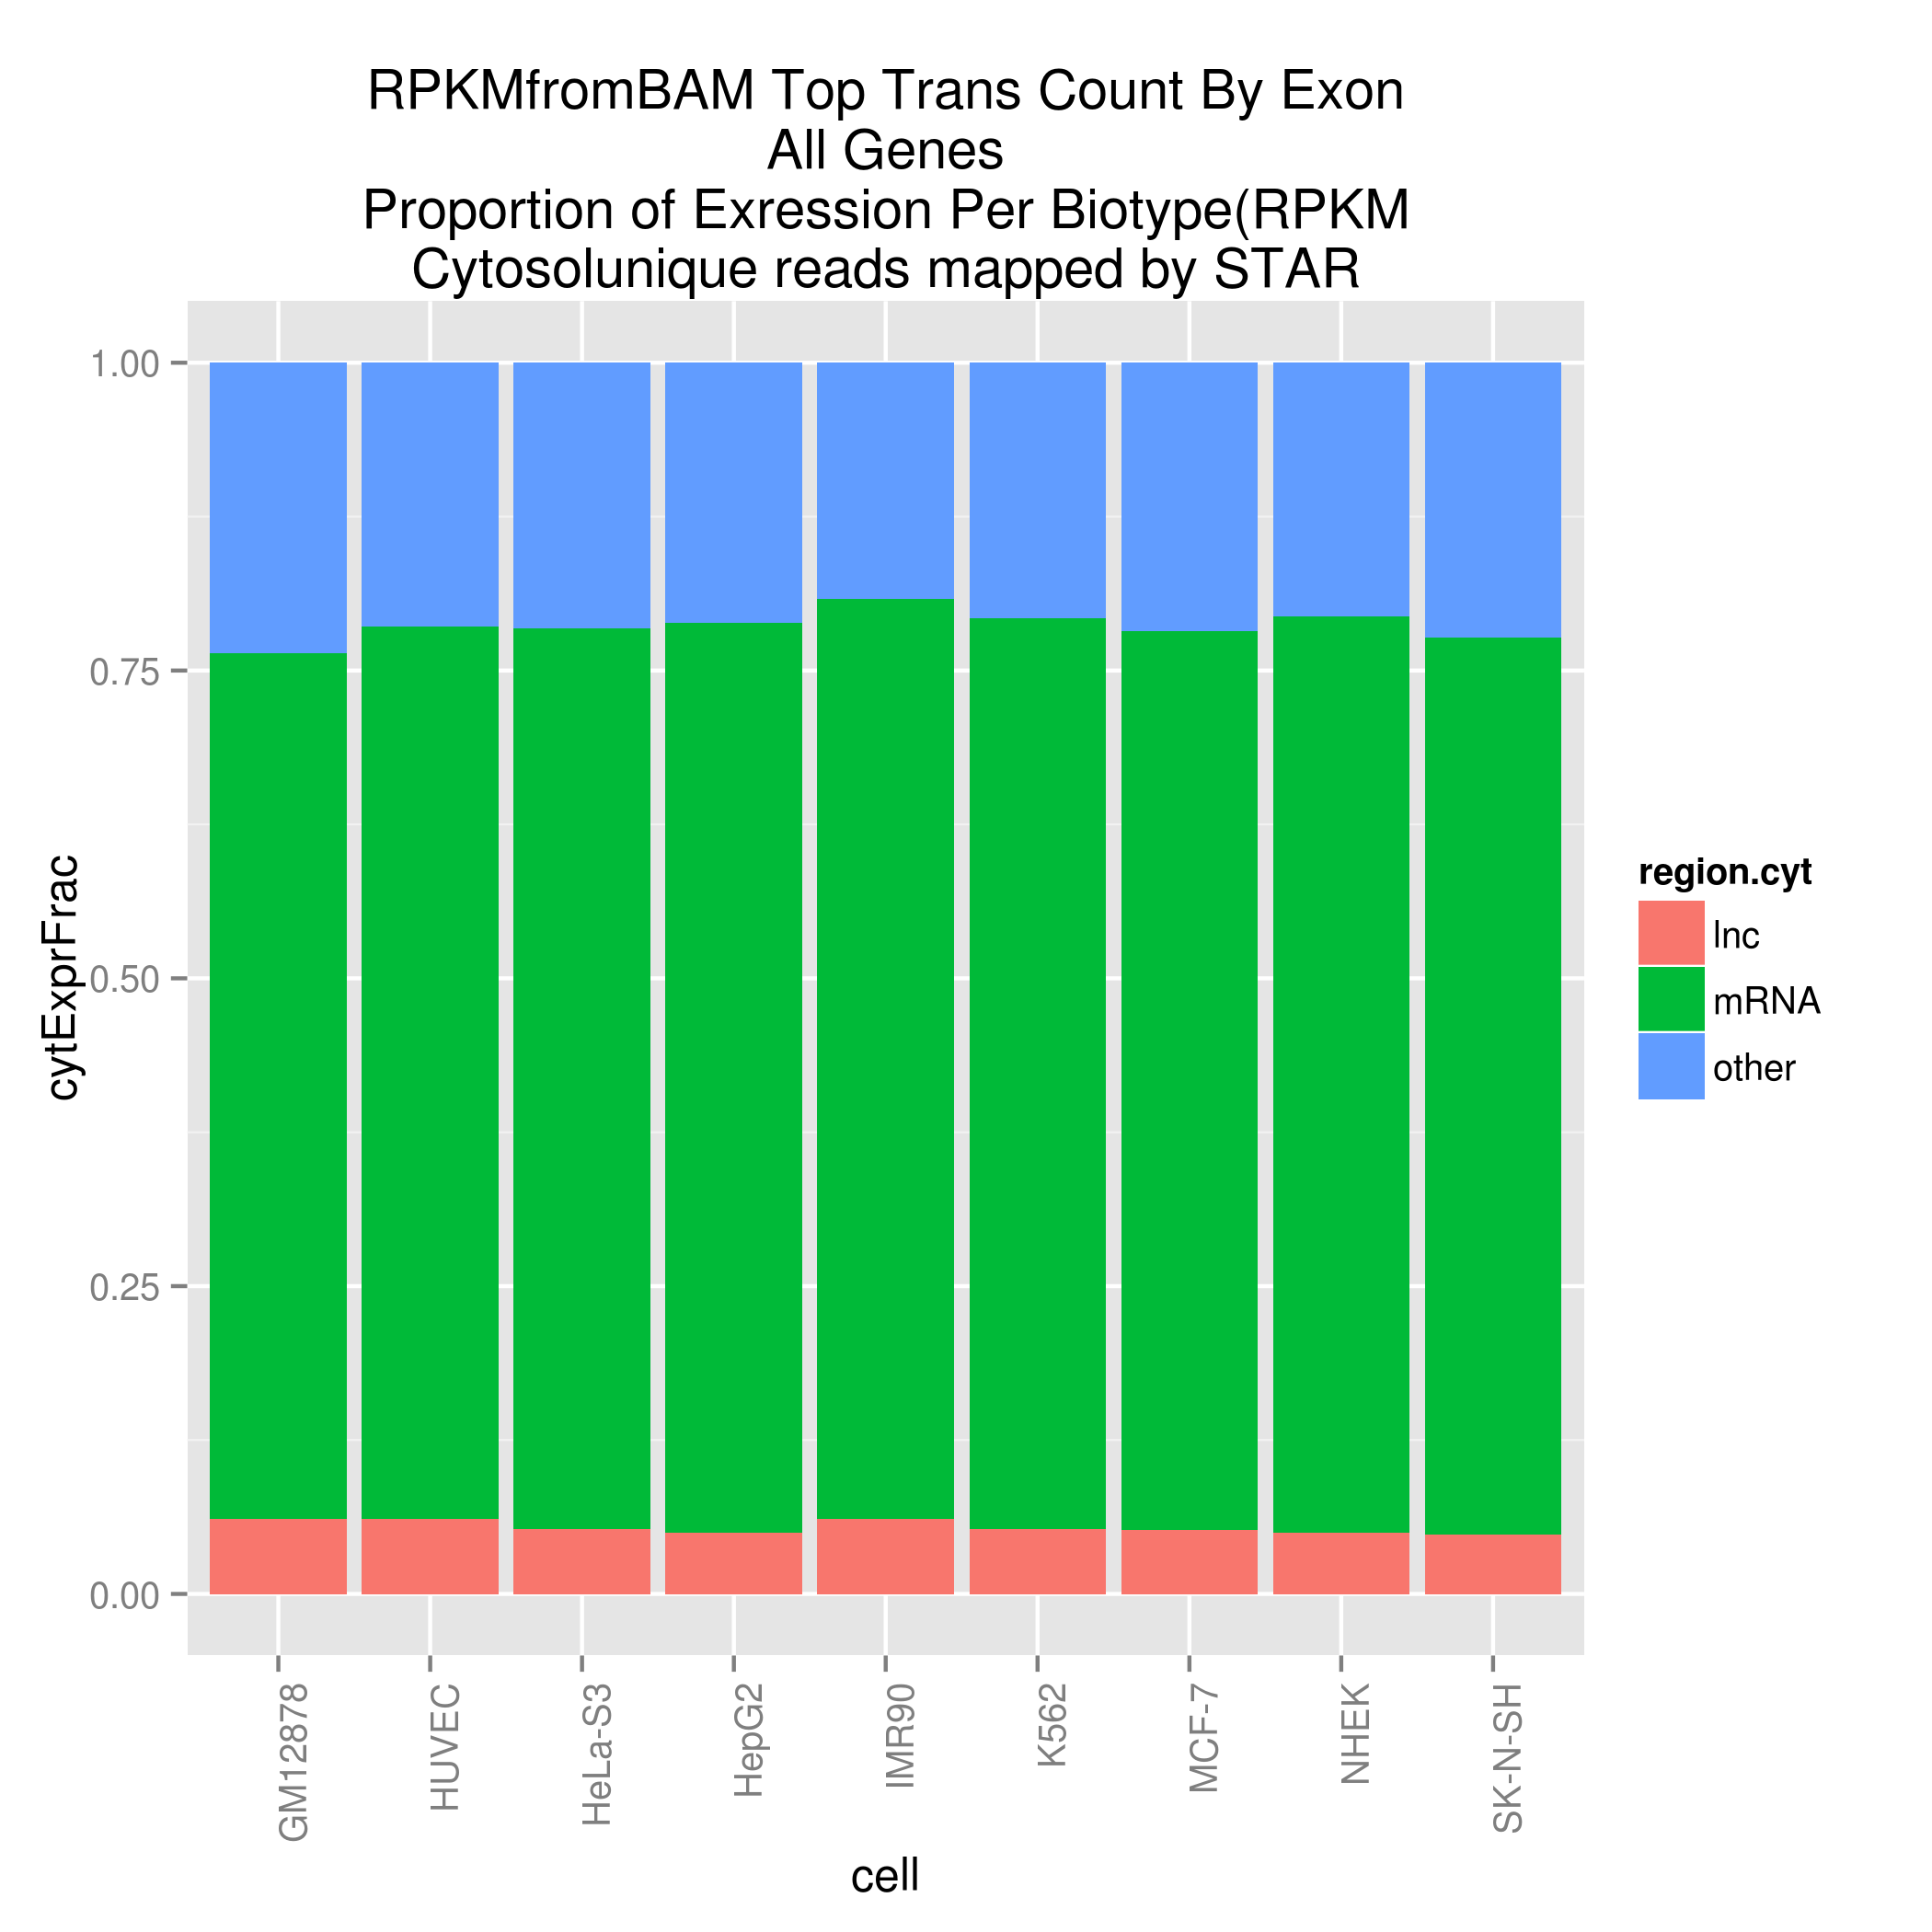 RPKMfromBAM Top Trans Count By Exon
All Genes
Proportion of Exression Per Biotype(RPKM
Cytosolunique reads mapped by STAR
1.00
0.75
0.50
0.25
0.00
cytExprFrac
GM12878
HUVEC
HeLa-S3
HepG2
IMR90
K562
MCF-7
NHEK
SK-N-SH
cell
region.cyt
lnc
mRNA
other